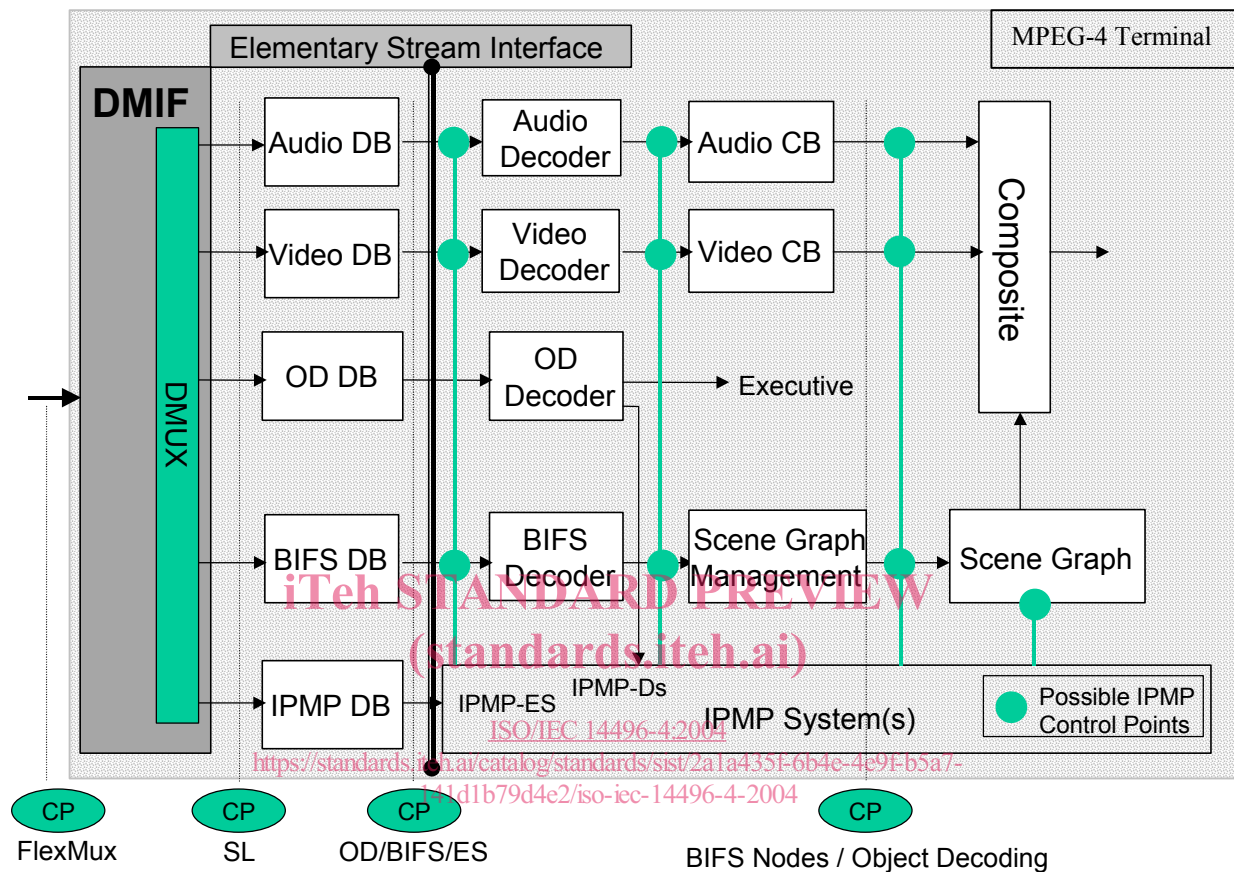 Elementary Stream Interface
MPEG-4 Terminal
DMIF
DMUX
Audio DB
Audio
Decoder
Audio CB
Video DB
Video
Decoder
Video CB
Composite
OD DB
OD
Decoder
Executive
BIFS DB
BIFS
Decoder
Scene Graph
Management
Scene Graph
iTeh STANDARD PREVIEW
(standards.iteh.ai)
IPMP DB
IPMP-ES
IPMP-Ds
IPMP System(s)
Possible IPMP
Control Points
ISO/IEC 14496-4:2004
https://standards.iteh.ai/catalog/standards/sist/2a1a435f-6b4e-4e9f-b5a7-
141d1b79d4e2/iso-iec-14496-4-2004
CP
CP
CP
CP
FlexMux
SL
OD/BIFS/ES
BIFS Nodes / Object Decoding